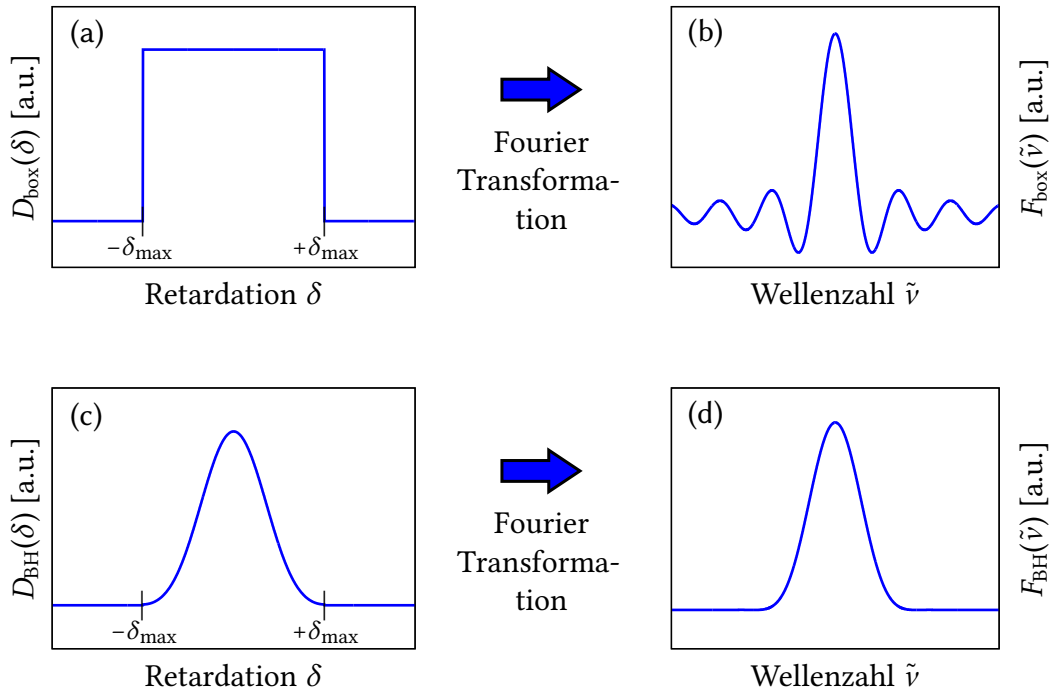 (a)
D_box(δ) [a.u.]
−δ_max
+δ_max
Retardation δ
Fourier
Transforma-
tion
(b)
F_box(ν̃) [a.u.]
Wellenzahl ν̃
(c)
D_BH(δ) [a.u.]
−δ_max
+δ_max
Retardation δ
Fourier
Transforma-
tion
(d)
F_BH(ν̃) [a.u.]
Wellenzahl ν̃